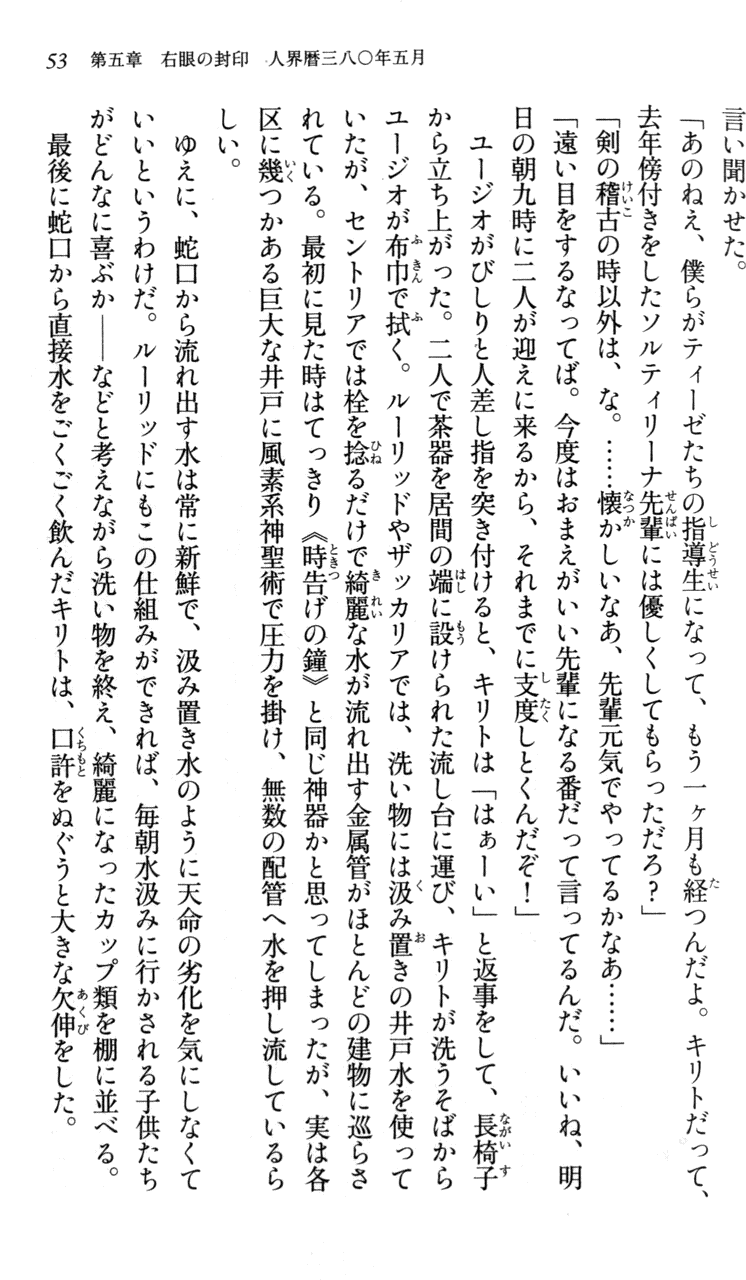 53　第五章　右眼の封印　人界暦三八〇年五月
言い聞かせた。
「あのねえ、僕らがティーゼたちの指導生になって、もう一ヶ月も経つんだよ。キリトだって、
去年傍付きをしたソルティリーナ先輩には優しくしてもらっただろ？」
「剣の稽古の時以外は、な。……懐かしいなあ、先輩元気でやってるかなあ……」
「遠い目をするなってば。今度はおまえがいい先輩になる番だって言ってるんだ。いいね、明
日の朝九時に二人が迎えに来るから、それまでに支度しとくんだぞ！」
ユージオがびしりと人差し指を突き付けると、キリトは「はぁーい」と返事をして、長椅子
から立ち上がった。二人で茶器を居間の端に設けられた流し台に運び、キリトが洗うそばから
ユージオが布巾で拭く。ルーリッドやザッカリアでは、洗い物には汲み置きの井戸水を使って
いたが、セントリアでは栓を捻るだけで綺麗な水が流れ出す金属管がほとんどの建物に巡らさ
れている。最初に見た時はてっきり《時告げの鐘》と同じ神器かと思ってしまったが、実は各
区に幾つかある巨大な井戸に風素系神聖術で圧力を掛け、無数の配管へ水を押し流しているら
しい。
ゆえに、蛇口から流れ出す水は常に新鮮で、汲み置き水のように天命の劣化を気にしなくて
いいというわけだ。ルーリッドにもこの仕組みができれば、毎朝水汲みに行かされる子供たち
がどんなに喜ぶか――などと考えながら洗い物を終え、綺麗になったカップ類を棚に並べる。
最後に蛇口から直接水をごくごく飲んだキリトは、口許をぬぐうと大きな欠伸をした。